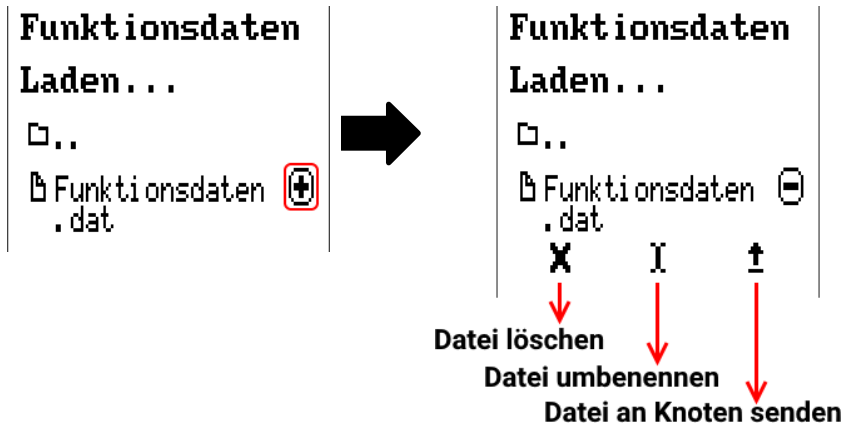 Funktionsdaten
Laden...
..
Funktionsdaten
.dat
Funktionsdaten
Laden...
..
Funktionsdaten
.dat
Datei löschen
Datei umbenennen
Datei an Knoten senden